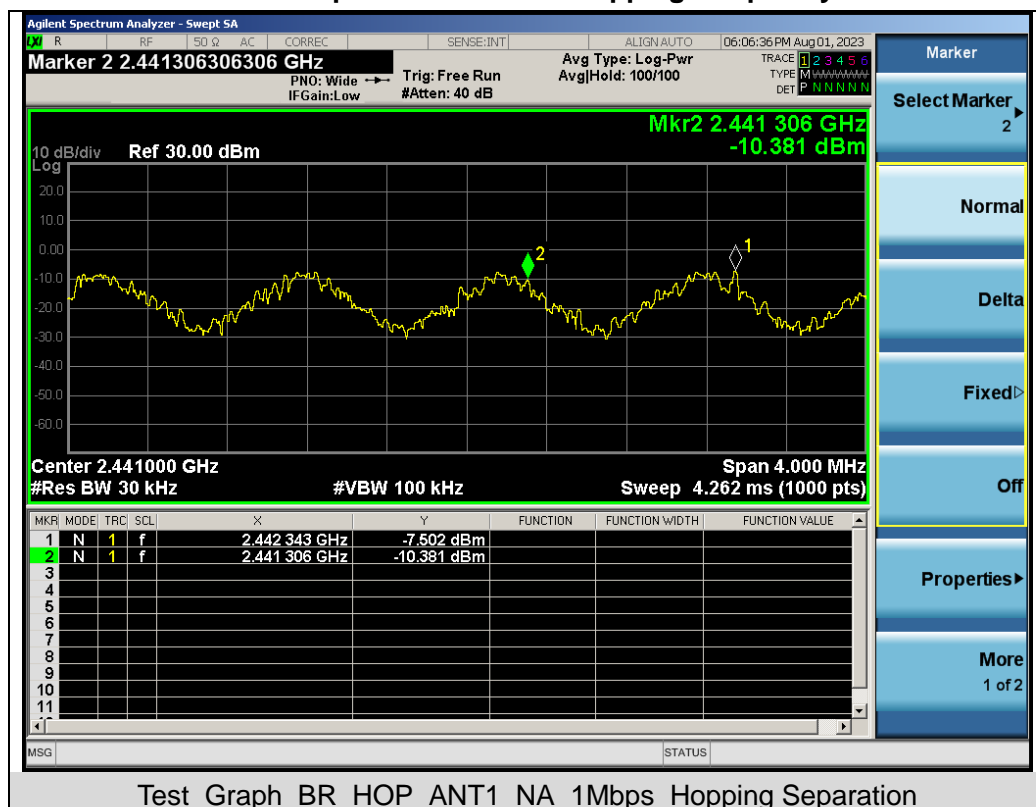 Agilent Spectrum Analyzer - Swept SA
LXI R RF 50 Ω AC CORREC SENSE:INT ALIGN AUTO 06:06:36 PM Aug 01, 2023
Marker 2 2.441306306306 GHz
PNO: Wide
IFGain:Low
Trig: Free Run
#Atten: 40 dB
Avg Type: Log-Pwr
Avg|Hold: 100/100
TRACE 1 2 3 4 5 6
TYPE M
DET P N N N N N
Mkr2 2.441 306 GHz
-10.381 dBm
10 dB/div Ref 30.00 dBm
Log
20.0
10.0
0.00
-10.0
-20.0
-30.0
-40.0
-50.0
-60.0
2
1
Center 2.441000 GHz Span 4.000 MHz
#Res BW 30 kHz #VBW 100 kHz Sweep 4.262 ms (1000 pts)
MKR MODE TRC SCL X Y FUNCTION FUNCTION WIDTH FUNCTION VALUE
1 N 1 f 2.442 343 GHz -7.502 dBm
2 N 1 f 2.441 306 GHz -10.381 dBm
3
4
5
6
7
8
9
10
11
MSG STATUS
Marker
Select Marker
2
Normal
Delta
Fixed
Off
Properties
More
1 of 2
Test_Graph_BR_HOP_ANT1_NA_1Mbps_Hopping Separation